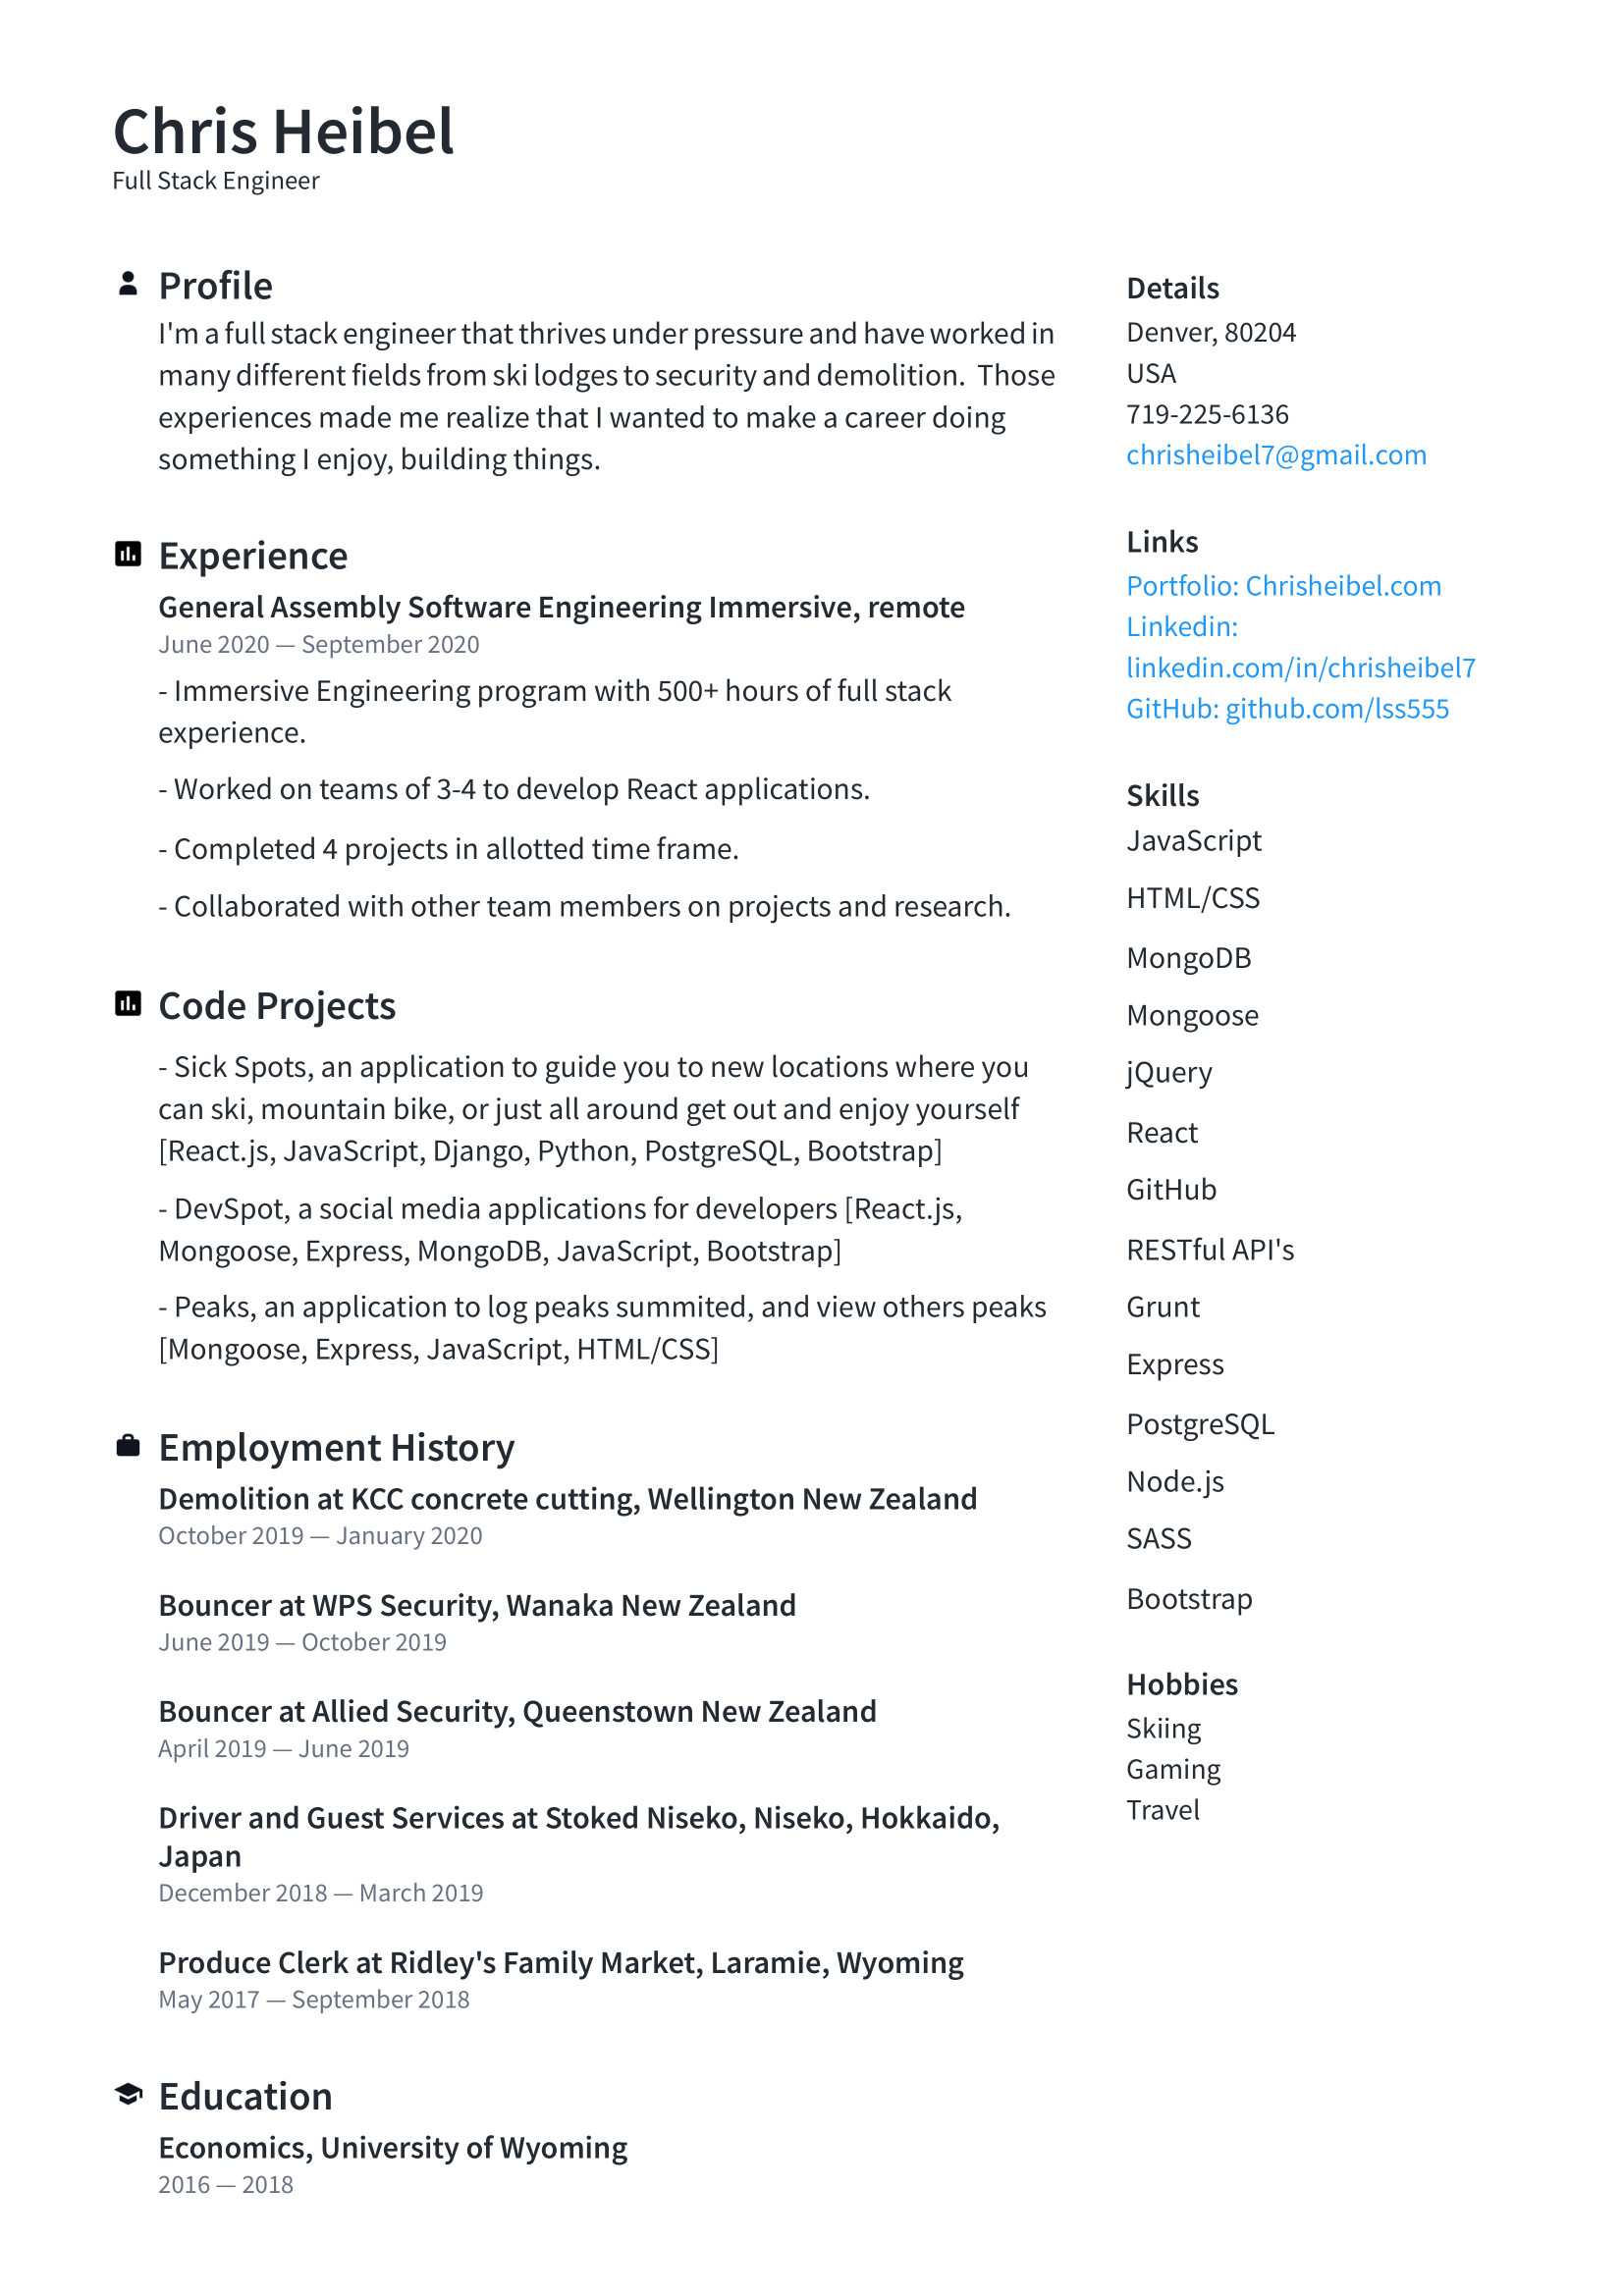 Chris Heibel
Full Stack Engineer
Profile
I'm a full stack engineer that thrives under pressure and have worked in
many different fields from ski lodges to security and demolition.  Those
experiences made me realize that I wanted to make a career doing
something I enjoy, building things.
Experience
General Assembly Software Engineering Immersive, remote
June 2020 — September 2020
- Immersive Engineering program with 500+ hours of full stack
experience.
- Worked on teams of 3-4 to develop React applications.
- Completed 4 projects in allotted time frame.
- Collaborated with other team members on projects and research.
Code Projects
- Sick Spots, an application to guide you to new locations where you
can ski, mountain bike, or just all around get out and enjoy yourself
[React.js, JavaScript, Django, Python, PostgreSQL, Bootstrap]
- DevSpot, a social media applications for developers [React.js,
Mongoose, Express, MongoDB, JavaScript, Bootstrap]
- Peaks, an application to log peaks summited, and view others peaks
[Mongoose, Express, JavaScript, HTML/CSS]
Employment History
Demolition at KCC concrete cutting, Wellington New Zealand
October 2019 — January 2020
Bouncer at WPS Security, Wanaka New Zealand
June 2019 — October 2019
Bouncer at Allied Security, Queenstown New Zealand
April 2019 — June 2019
Driver and Guest Services at Stoked Niseko, Niseko, Hokkaido,
Japan
December 2018 — March 2019
Produce Clerk at Ridley's Family Market, Laramie, Wyoming
May 2017 — September 2018
Education
Economics, University of Wyoming
2016 — 2018
Details
Denver, 80204
USA
719-225-6136
chrisheibel7@gmail.com
Links
Portfolio: Chrisheibel.com
Linkedin:
linkedin.com/in/chrisheibel7
GitHub: github.com/lss555
Skills
JavaScript
HTML/CSS
MongoDB
Mongoose
jQuery
React
GitHub
RESTful API's
Grunt
Express
PostgreSQL
Node.js
SASS
Bootstrap
Hobbies
Skiing
Gaming
Travel